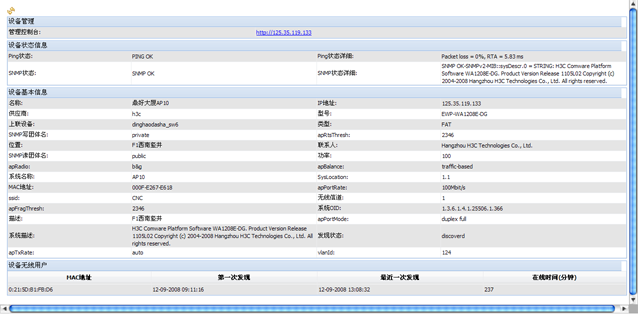 设备管理
管理控制台: http://125.35.119.133
设备状态信息
Ping状态: PING OK Ping状态详细: Packet loss = 0%, RTA = 5.83 ms
SNMP状态: SNMP OK SNMP状态详细: SNMP OK-SNMPv2-MIB::sysDescr.0 = STRING: H3C Comware Platform
Software WA1208E-DG. Product Version Release 1105L02 Copyright (c)
2004-2008 Hangzhou H3C Technologies Co., Ltd. All rights reserved.
设备基本信息
名称: 鼎好大厦AP10 IP地址: 125.35.119.133
供应商: h3c 型号: EWP-WA1208E-DG
上联设备: dinghaodasha_sw6 类型: FAT
SNMP写团体名: private apRtsThresh: 2346
位置: F1西南竖井 联系人: Hangzhou H3C Technologies Co., Ltd.
SNMP读团体名: public 功率: 100
apRadio: b&g apBalance: traffic-based
系统名称: AP10 SysLocation: 1.1
MAC地址: 000F-E267-E618 apPortRate: 100Mbit/s
ssid: CNC 无线信道: 1
apFragThresh: 2346 系统OID: 1.3.6.1.4.1.25506.1.366
描述: F1西南竖井 apPortMode: duplex full
系统描述: H3C Comware Platform Software WA1208E-DG. Product Version Release
1105L02 Copyright (c) 2004-2008 Hangzhou H3C Technologies Co., Ltd. All
rights reserved. 发现状态: discoverd
apTxRate: auto vlanId: 124
设备无线用户
MAC地址 第一次发现 最近一次发现 在线时间(分钟)
0:21:5D:B1:FB:D6 12-09-2008 09:11:16 12-09-2008 13:08:32 237